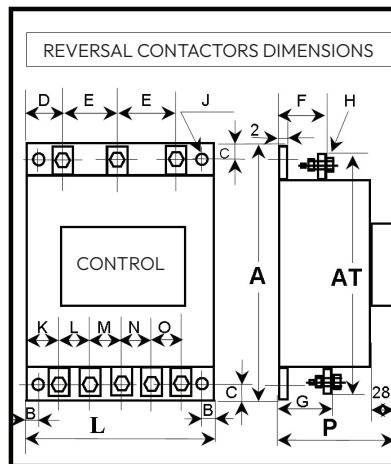 REVERSAL CONTACTORS DIMENSIONS
D E E J F H
2
C
CONTROL
A AT
K L M N O
C
B B G 28
L P